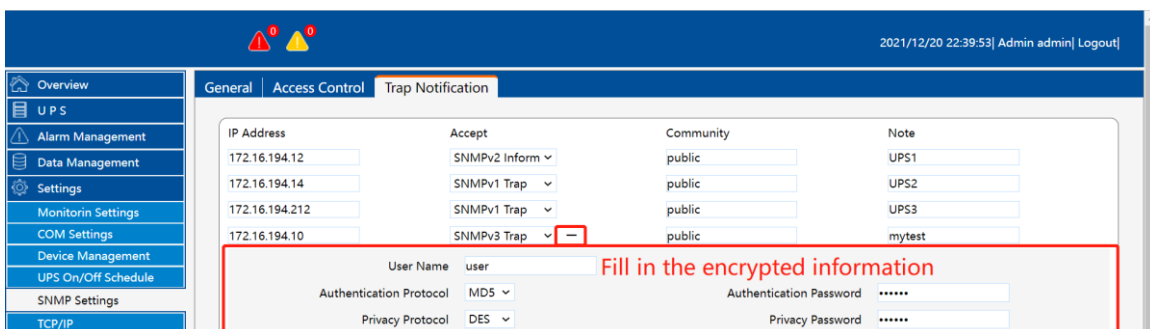 0 0
2021/12/20 22:39:53| Admin admin| Logout|
Overview
General Access Control Trap Notification
UPS
Alarm Management
IP Address Accept Community Note
172.16.194.12 SNMPv2 Inform public UPS1
Data Management
172.16.194.14 SNMPv1 Trap public UPS2
Settings
172.16.194.212 SNMPv1 Trap public UPS3
Monitorin Settings
172.16.194.10 SNMPv3 Trap − public mytest
COM Settings
Device Management
User Name user Fill in the encrypted information
UPS On/Off Schedule
Authentication Protocol MD5 Authentication Password ••••••
SNMP Settings
Privacy Protocol DES Privacy Password ••••••
TCP/IP